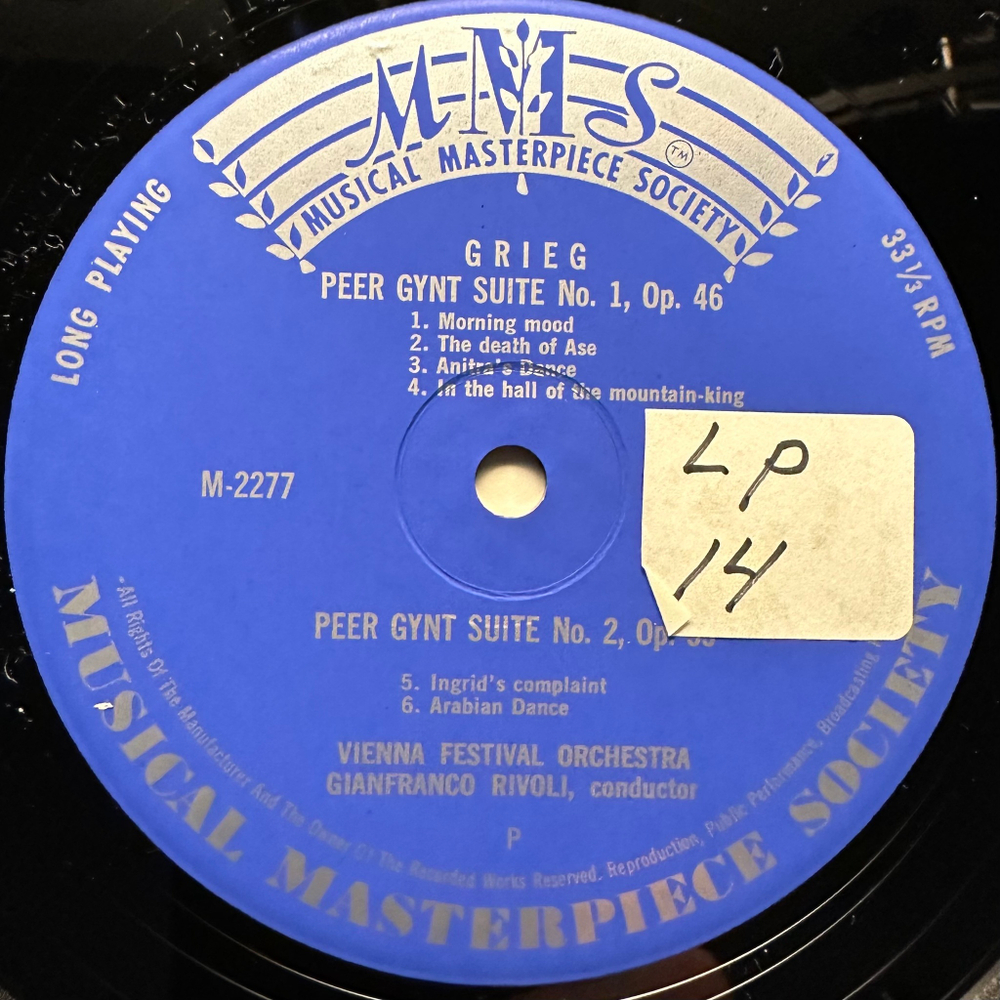 MMS
TM
MUSICAL MASTERPIECE SOCIETY
LONG PLAYING
33 1/3 RPM
GRIEG
PEER GYNT SUITE No. 1, Op. 46
1. Morning mood
2. The death of Ase
3. Anitra's Dance
4. In the hall of the mountain-king
M-2277
LP
14
PEER GYNT SUITE No. 2, Op.
5. Ingrid's complaint
6. Arabian Dance
VIENNA FESTIVAL ORCHESTRA
GIANFRANCO RIVOLI, conductor
P
"All Rights Of The Manufacturer And The Owner Of The Recorded Works Reserved. Reproduction, Public Performance, Broadcasting
MUSICAL MASTERPIECE SOCIETY